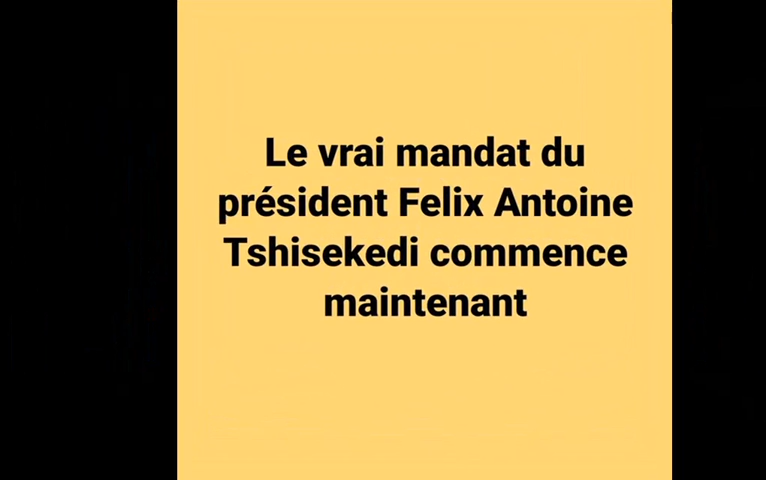 Le vrai mandat du
président Felix Antoine
Tshisekedi commence
maintenant